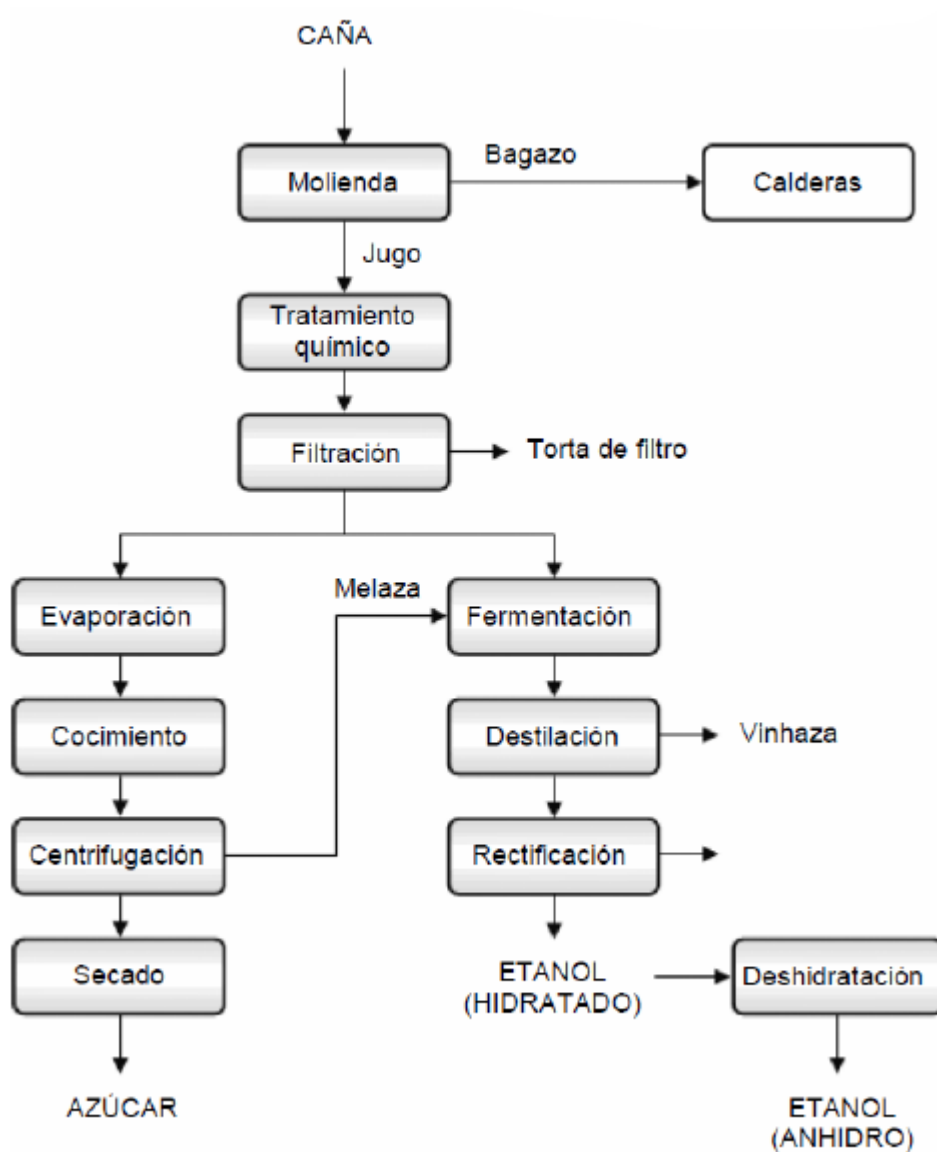 CAÑA
Bagazo
Molienda
Calderas
Jugo
Tratamiento
químico
Filtración
Torta de filtro
Melaza
Evaporación
Fermentación
Cocimiento
Destilación
Vinhaza
Centrifugación
Rectificación
Secado
ETANOL
(HIDRATADO)
Deshidratación
AZÚCAR
ETANOL
(ANHIDRO)